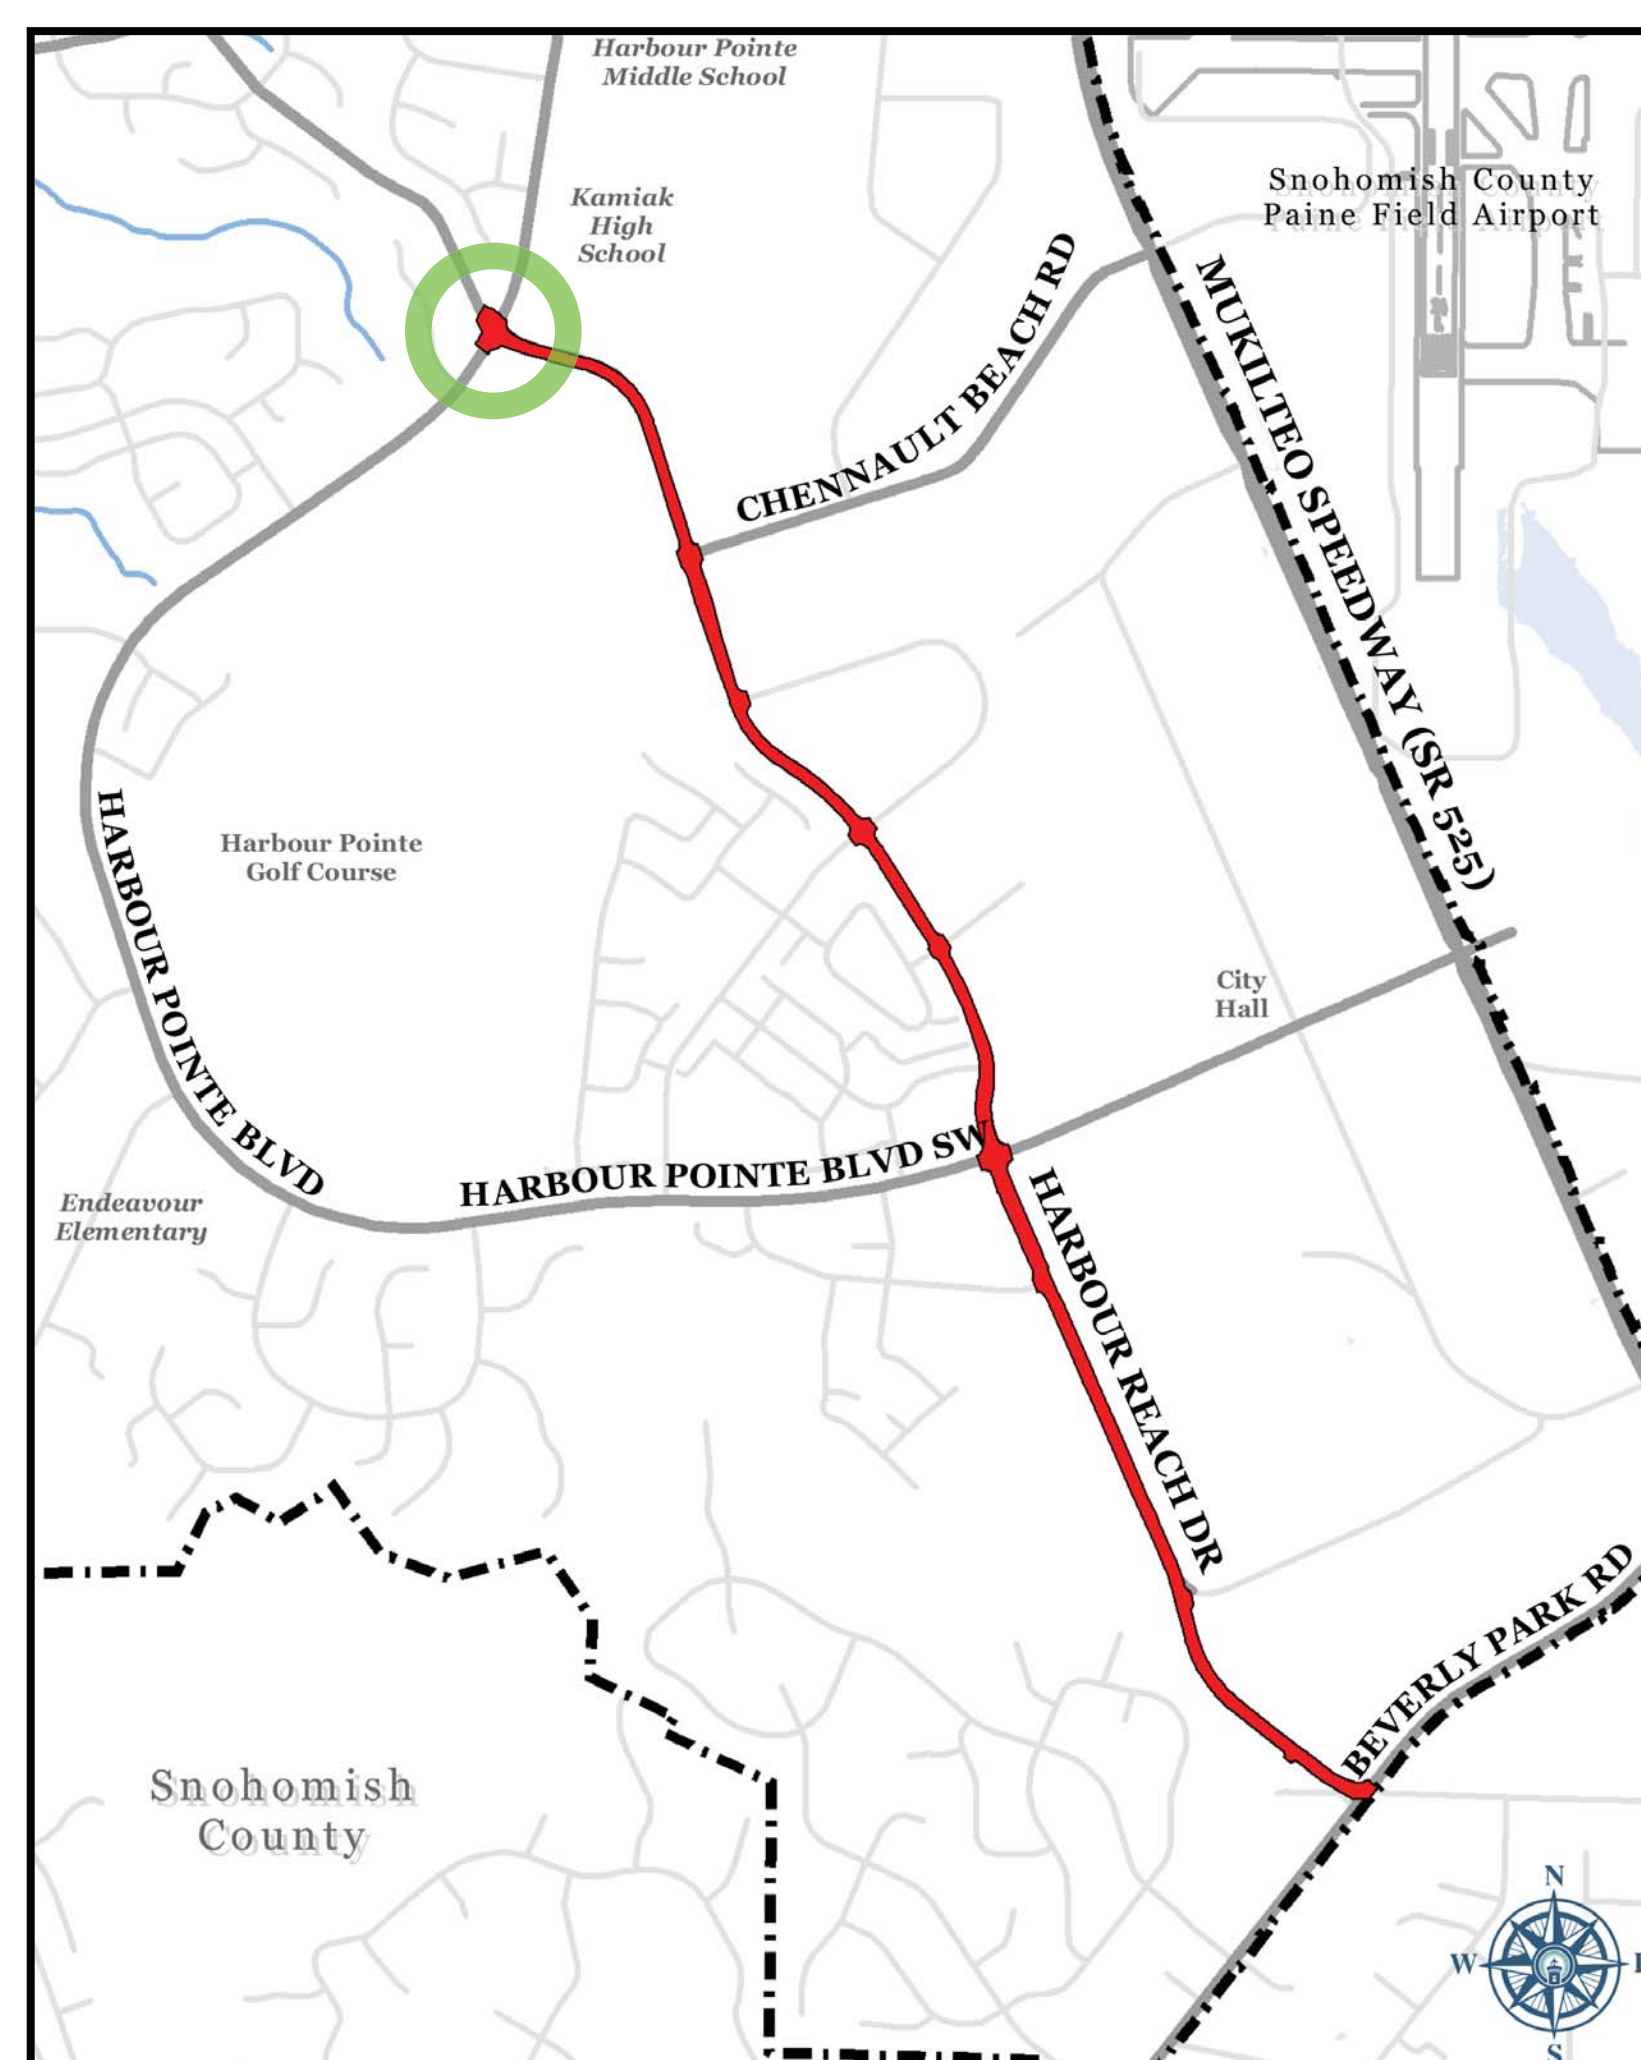 Harbour Pointe
Middle School
Snohomish County
Paine Field Airport
Kamiak
High
School
CHENNAULT BEACH RD
MUKILTEO SPEEDWAY (SR 525)
HARBOUR POINTE BLVD
Harbour Pointe
Golf Course
City
Hall
HARBOUR POINTE BLVD SW
Endeavour
Elementary
HARBOUR REACH DR
BEVERLY PARK RD
Snohomish
County
N
W
S